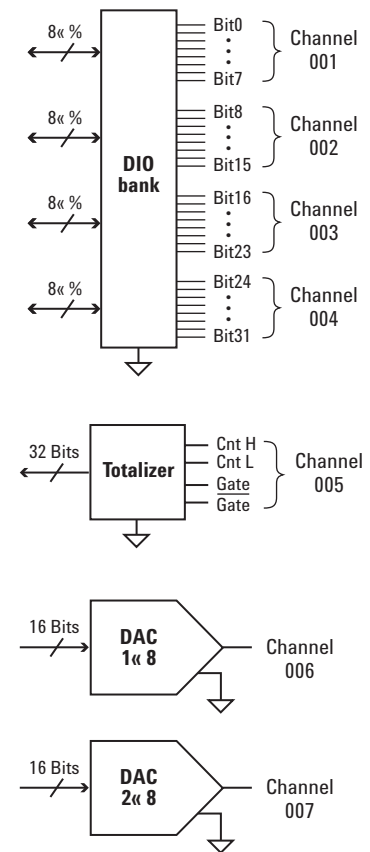 8« %
Bit0
Bit7
Channel
001
8« %
Bit8
Bit15
Channel
002
DIO
bank
8« %
Bit16
Bit23
Channel
003
8« %
Bit24
Bit31
Channel
004
32 Bits
Totalizer
Cnt H
Cnt L
Gate
Gate
Channel
005
16 Bits
DAC
1« 8
Channel
006
16 Bits
DAC
2« 8
Channel
007